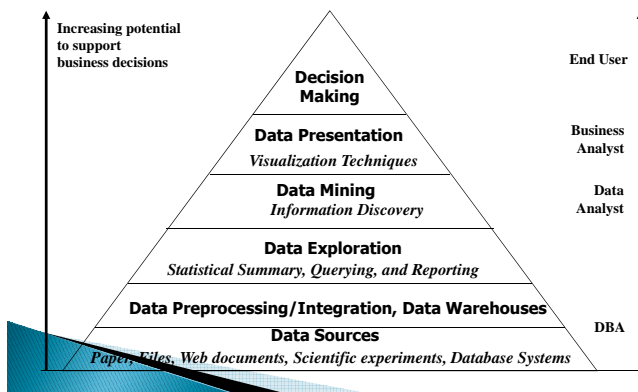 Increasing potential
to support
business decisions
End User
Decision
Making
Data Presentation
Business
Analyst
Visualization Techniques
Data Mining
Data
Analyst
Information Discovery
Data Exploration
Statistical Summary, Querying, and Reporting
Data Preprocessing/Integration, Data Warehouses
DBA
Data Sources
Paper, Files, Web documents, Scientific experiments, Database Systems